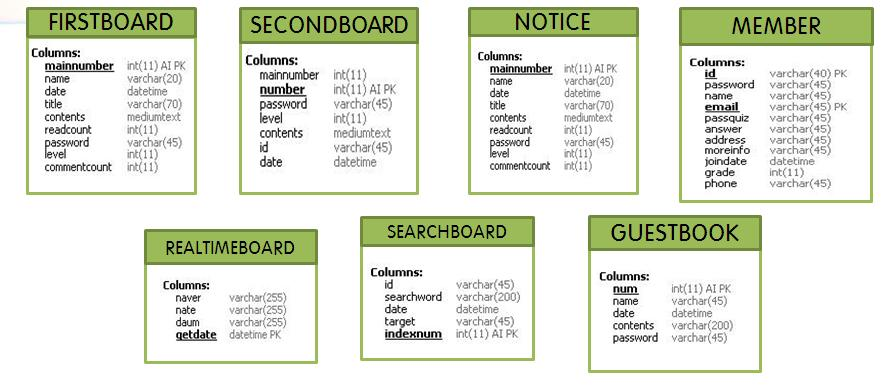 FIRSTBOARD
Columns:
mainnumber int(11) AI PK
name varchar(20)
date datetime
title varchar(70)
contents mediumtext
readcount int(11)
password varchar(45)
level int(11)
commentcount int(11)
SECONDBOARD
Columns:
mainnumber int(11)
number int(11) AI PK
password varchar(45)
level int(11)
contents mediumtext
id varchar(45)
date datetime
NOTICE
Columns:
mainnumber int(11) AI PK
name varchar(20)
date datetime
title varchar(70)
contents mediumtext
readcount int(11)
password varchar(45)
level int(11)
commentcount int(11)
MEMBER
Columns:
id varchar(40) PK
password varchar(45)
name varchar(45)
email varchar(45) PK
passquiz varchar(45)
answer varchar(45)
address varchar(45)
moreinfo varchar(45)
joindate datetime
grade int(11)
phone varchar(45)
REALTIMEBOARD
Columns:
naver varchar(255)
nate varchar(255)
daum varchar(255)
getdate datetime PK
SEARCHBOARD
Columns:
id varchar(45)
searchword varchar(200)
date datetime
target varchar(45)
indexnum int(11) AI PK
GUESTBOOK
Columns:
num int(11) AI PK
name varchar(45)
date datetime
contents varchar(200)
password varchar(45)